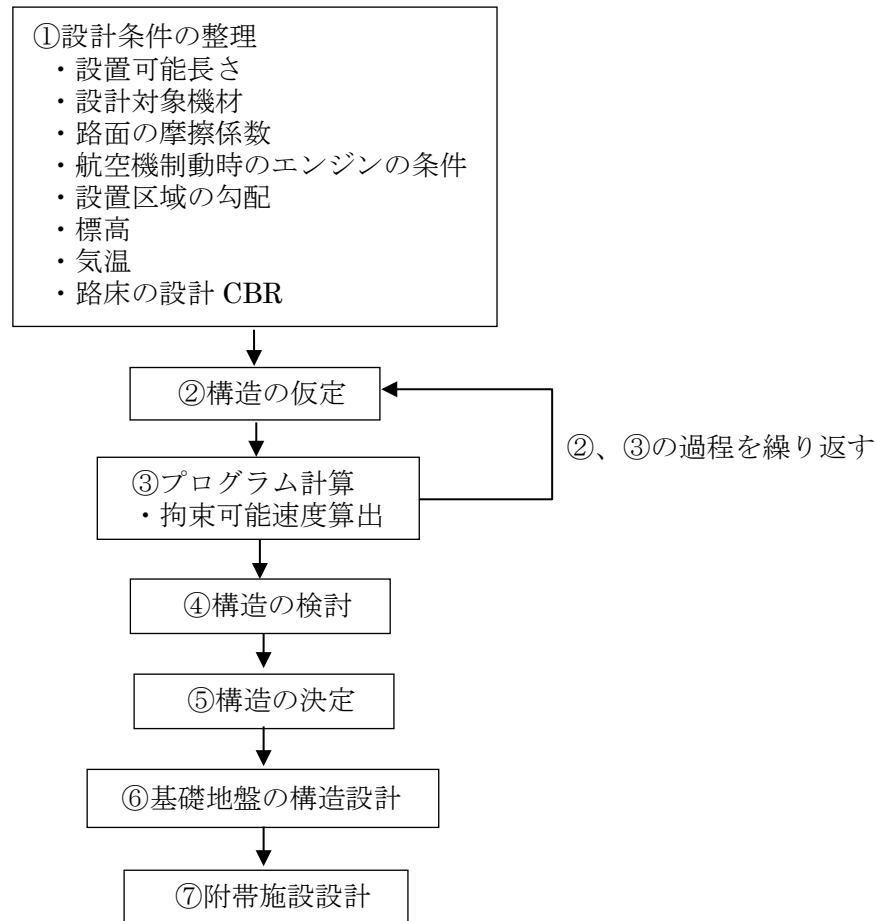 ①設計条件の整理
・設置可能長さ
・設計対象機材
・路面の摩擦係数
・航空機制動時のエンジンの条件
・設置区域の勾配
・標高
・気温
・路床の設計 CBR
②構造の仮定
②、③の過程を繰り返す
③プログラム計算
・拘束可能速度算出
④構造の検討
⑤構造の決定
⑥基礎地盤の構造設計
⑦附帯施設設計